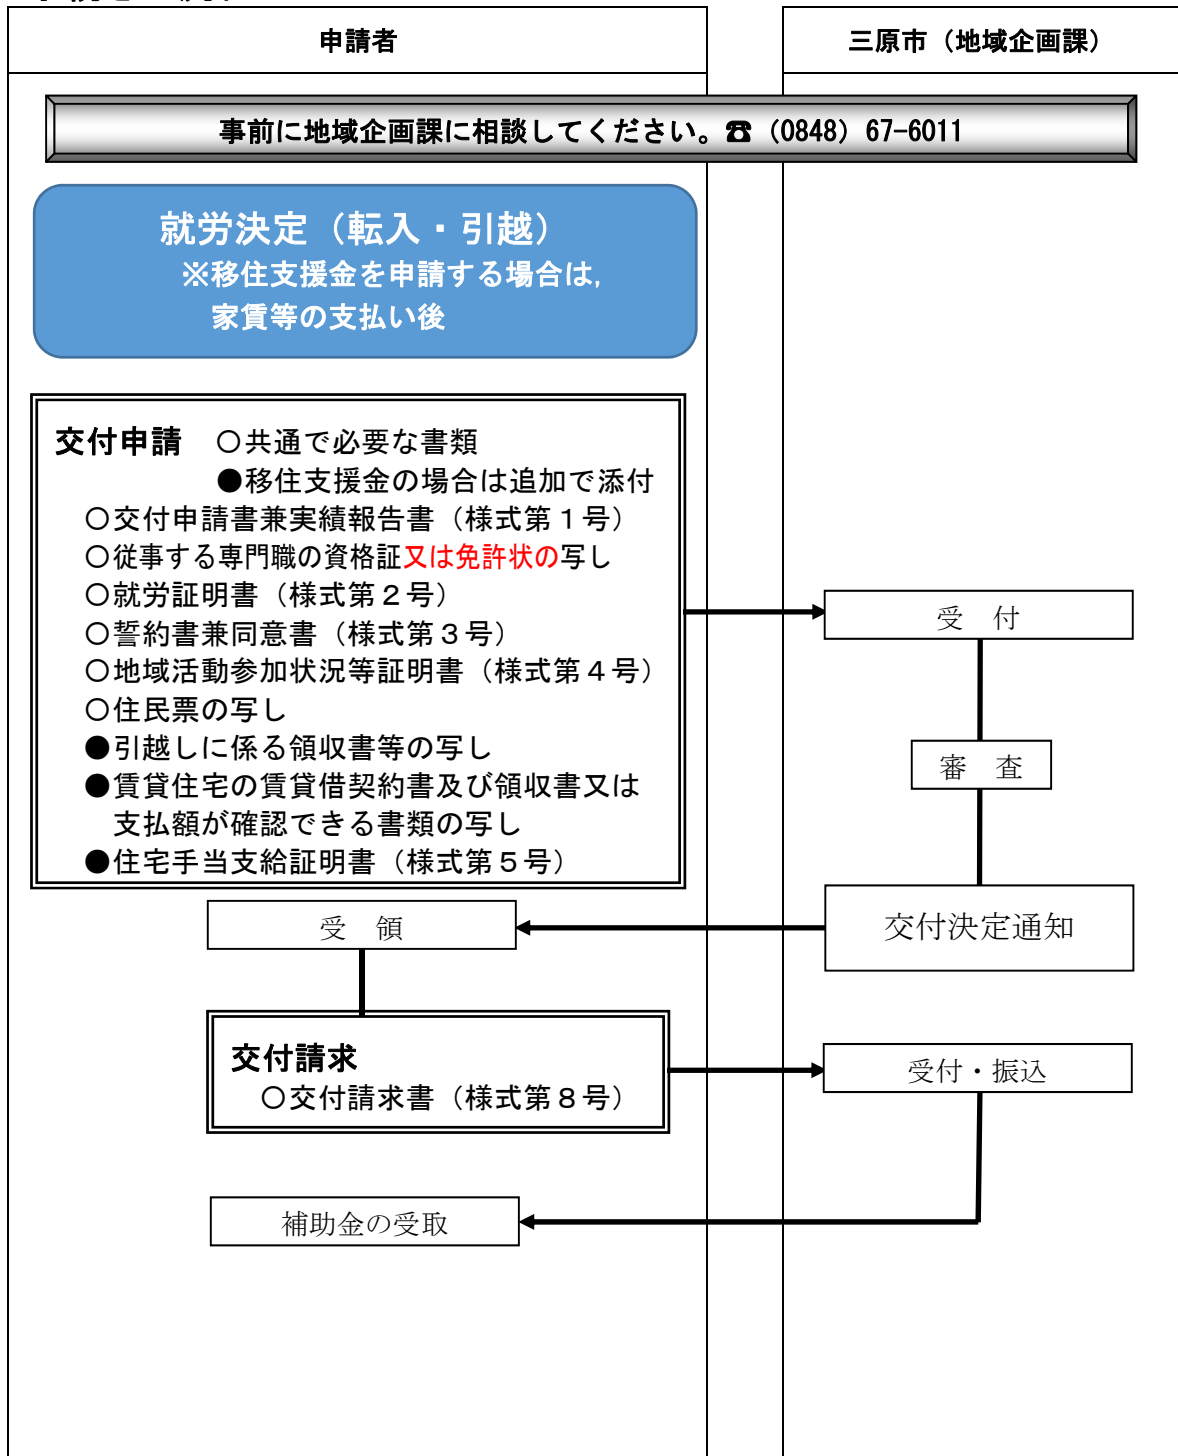 申請者
三原市（地域企画課）
事前に地域企画課に相談してください。☎（0848）67-6011
就労決定（転入・引越）
※移住支援金を申請する場合は,
家賃等の支払い後
交付申請　〇共通で必要な書類
●移住支援金の場合は追加で添付
〇交付申請書兼実績報告書（様式第１号）
〇従事する専門職の資格証又は免許状の写し
〇就労証明書（様式第２号）
〇誓約書兼同意書（様式第３号）
〇地域活動参加状況等証明書（様式第４号）
〇住民票の写し
●引越しに係る領収書等の写し
●賃貸住宅の賃貸借契約書及び領収書又は
支払額が確認できる書類の写し
●住宅手当支給証明書（様式第５号）
受　付
審　査
交付決定通知
受　領
交付請求
〇交付請求書（様式第８号）
受付・振込
補助金の受取